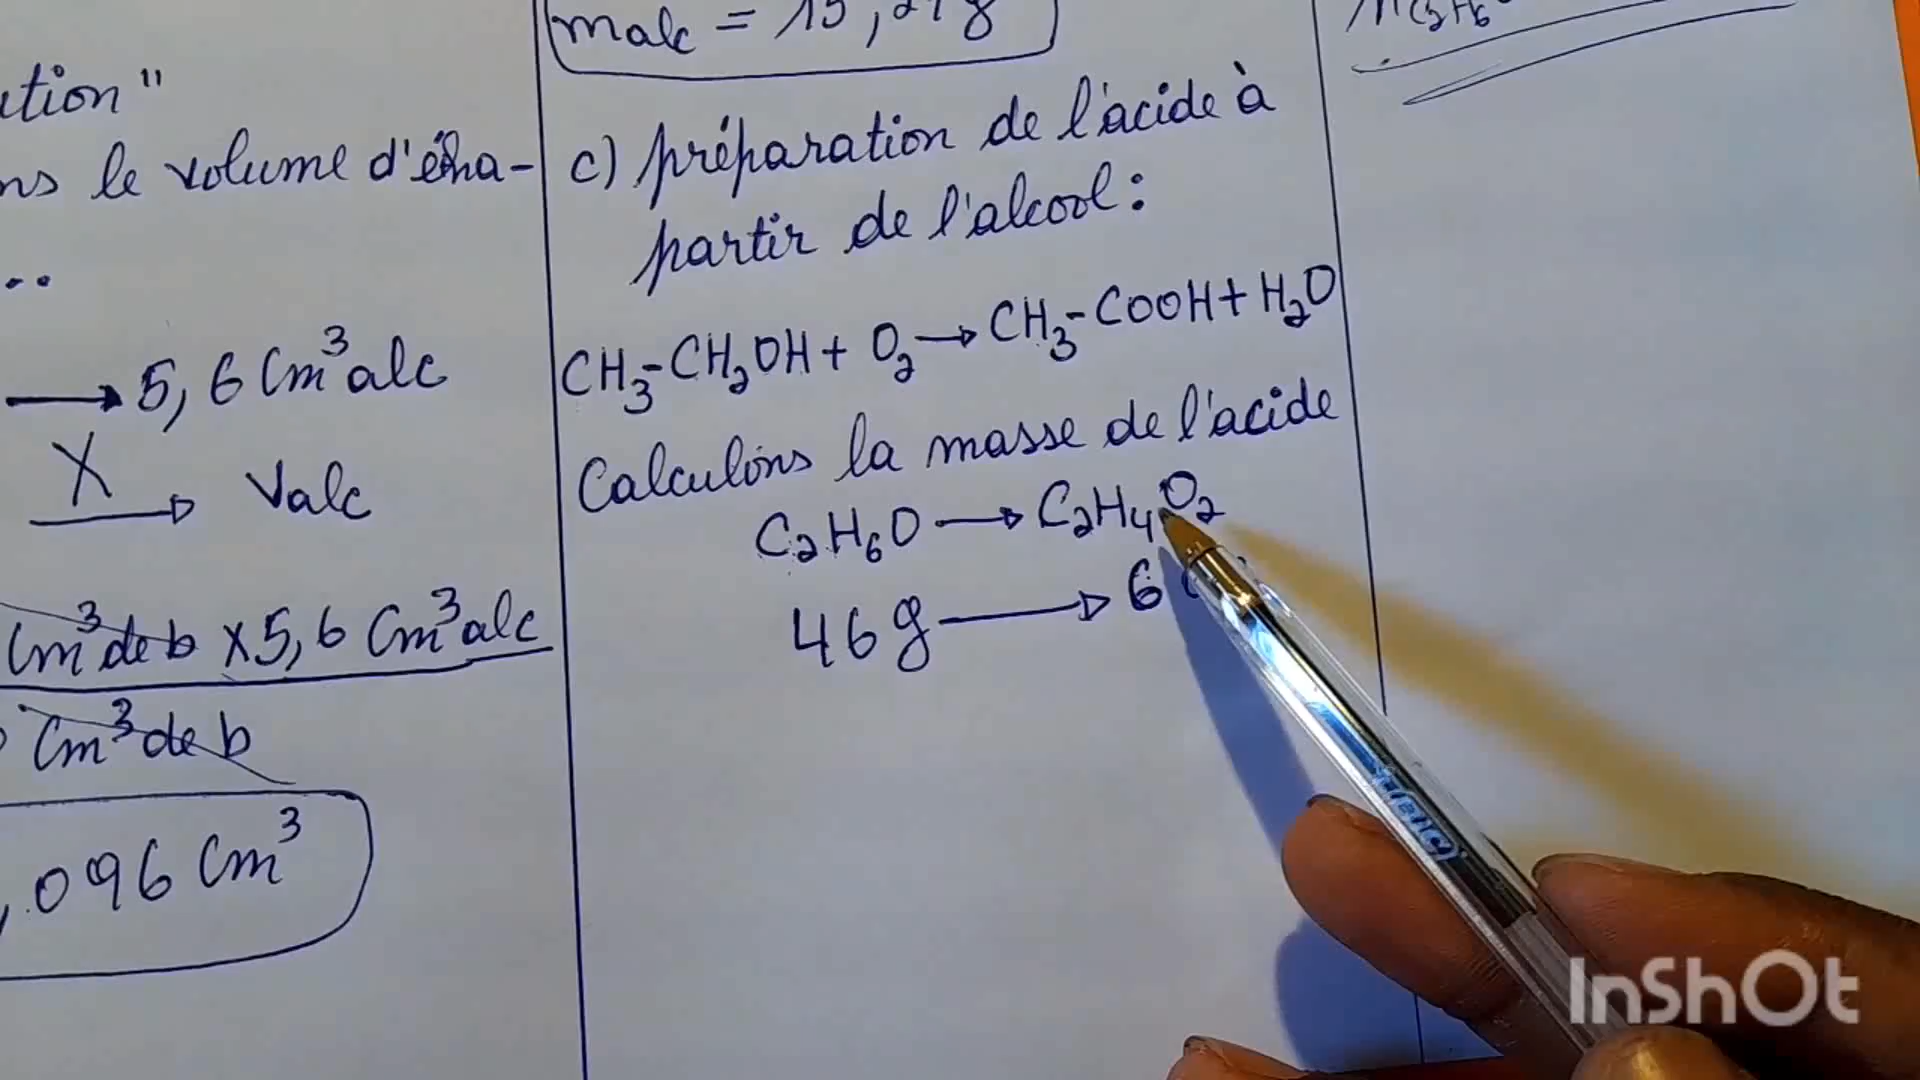 ution"
ns le volume d'étha-
..
→ 5,6 Cm³ alc
X → Valc
Cm³ de b X 5,6 Cm³ alc
Cm³ de b
,096 Cm³
malc =
c) préparation de l'acide à
partir de l'alcool :
CH₃-CH₂OH + O₂ → CH₃-COOH + H₂O
Calculons la masse de l'acide
C₂H₆O → C₂H₄O₂
46g → 6
InShOt